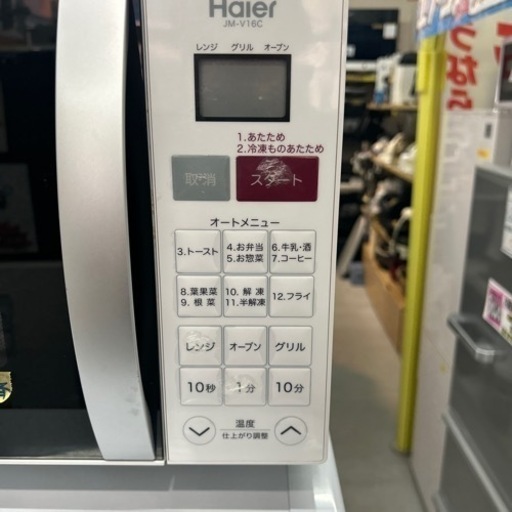 Haier
JM-V16C
レンジ グリル オーブン
1.あたため
2.冷凍ものあたため
取消
スタート
オートメニュー
3.トースト
4.お弁当
5.お惣菜
6.牛乳・酒
7.コーヒー
8.葉果菜
9.根菜
10.解凍
11.半解凍
12.フライ
レンジ
オーブン
グリル
10秒
1分
10分
温度
仕上がり調整
つなら